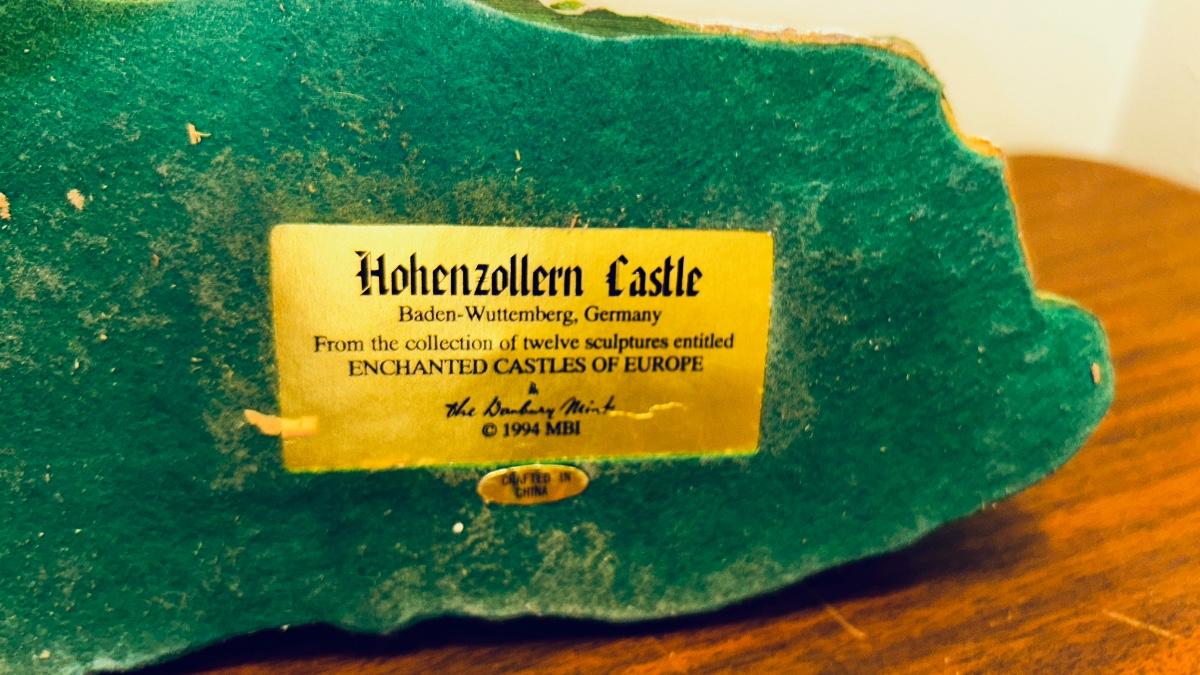 Hohenzollern Castle
Baden-Wuttemberg, Germany
From the collection of twelve sculptures entitled
ENCHANTED CASTLES OF EUROPE
the Danbury Mint
© 1994 MBI
CRAFTED IN
CHINA